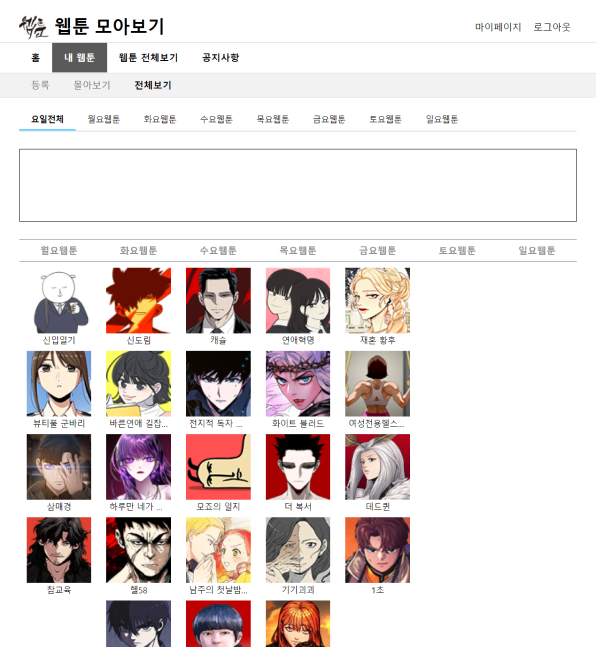 웹툰 웹툰 모아보기
마이페이지 로그아웃
홈 내 웹툰 웹툰 전체보기 공지사항
등록 몰아보기 전체보기
요일전체 월요웹툰 화요웹툰 수요웹툰 목요웹툰 금요웹툰 토요웹툰 일요웹툰
월요웹툰 화요웹툰 수요웹툰 목요웹툰 금요웹툰 토요웹툰 일요웹툰
신입일기 신도림 캐슬 연애혁명 재혼 황후
뷰티풀 군바리 바른연애 길잡... 전지적 독자 ... 화이트 블러드 여성전용헬스...
삼매경 하루만 네가 ... 모죠의 일지 더 복서 데드퀸
참교육 헬58 남주의 첫날밤... 기기괴괴 1초